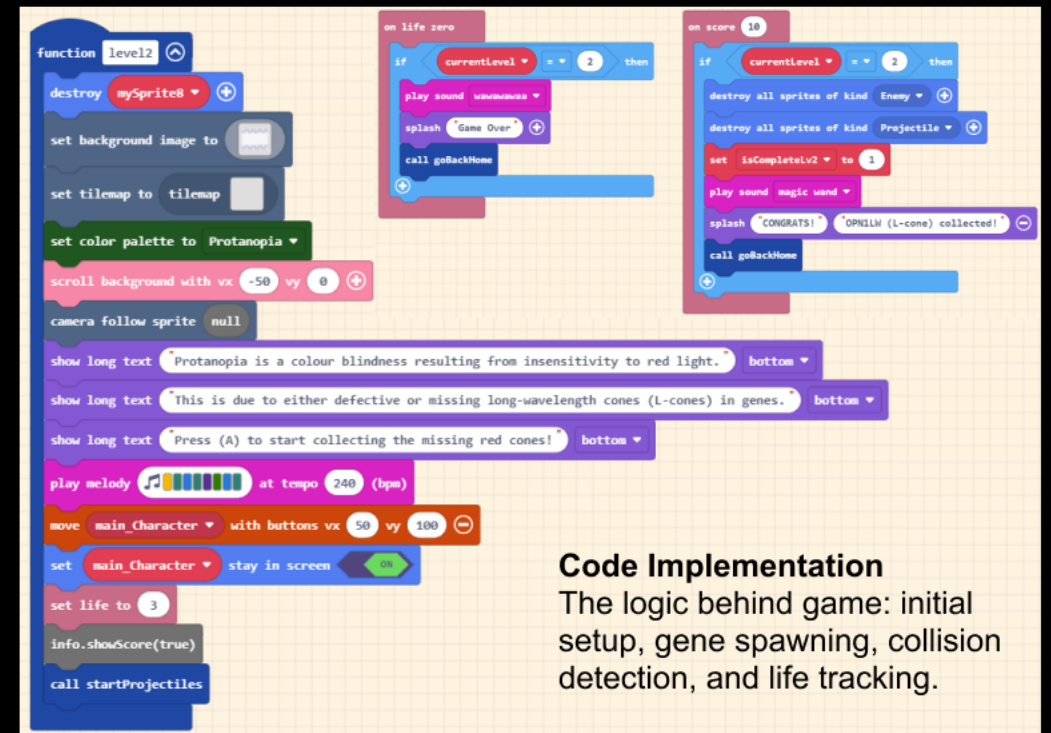 function level2
destroy mySprite8
set background image to
set tilemap to tilemap
set color palette to Protanopia
scroll background with vx -50 vy 0
camera follow sprite null
show long text "Protanopia is a colour blindness resulting from insensitivity to red light." bottom
show long text "This is due to either defective or missing long-wavelength cones (L-cones) in genes." bottom
show long text "Press (A) to start collecting the missing red cones!" bottom
play melody at tempo 240 (bpm)
move main_Character with buttons vx 50 vy 100
set main_Character stay in screen ON
set life to 3
info.showScore(true)
call startProjectiles
on life zero
if currentLevel = 2 then
play sound wawawawaa
splash "Game Over"
call goBackHome
on score 10
if currentLevel = 2 then
destroy all sprites of kind Enemy
destroy all sprites of kind Projectile
set isCompleteLv2 to 1
play sound magic wand
splash "CONGRATS!" "OPN1LW (L-cone) collected!"
call goBackHome
Code Implementation
The logic behind game: initial
setup, gene spawning, collision
detection, and life tracking.